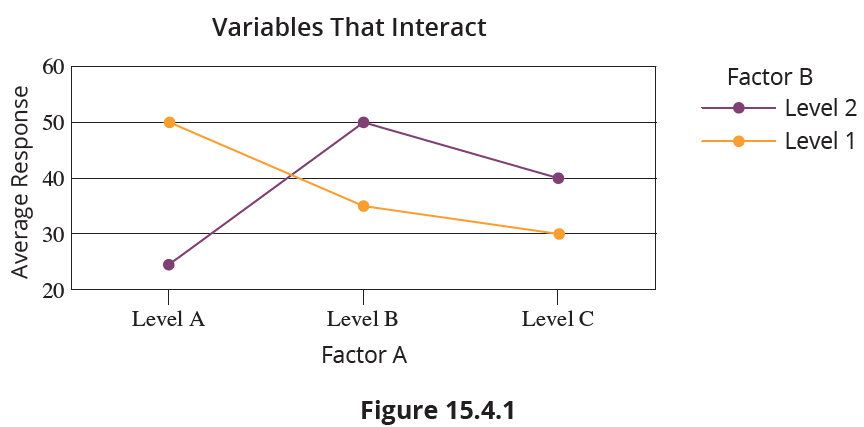 Variables That Interact
60
50
40
30
20
Average Response
Level A
Level B
Level C
Factor A
Factor B
Level 2
Level 1
Figure 15.4.1